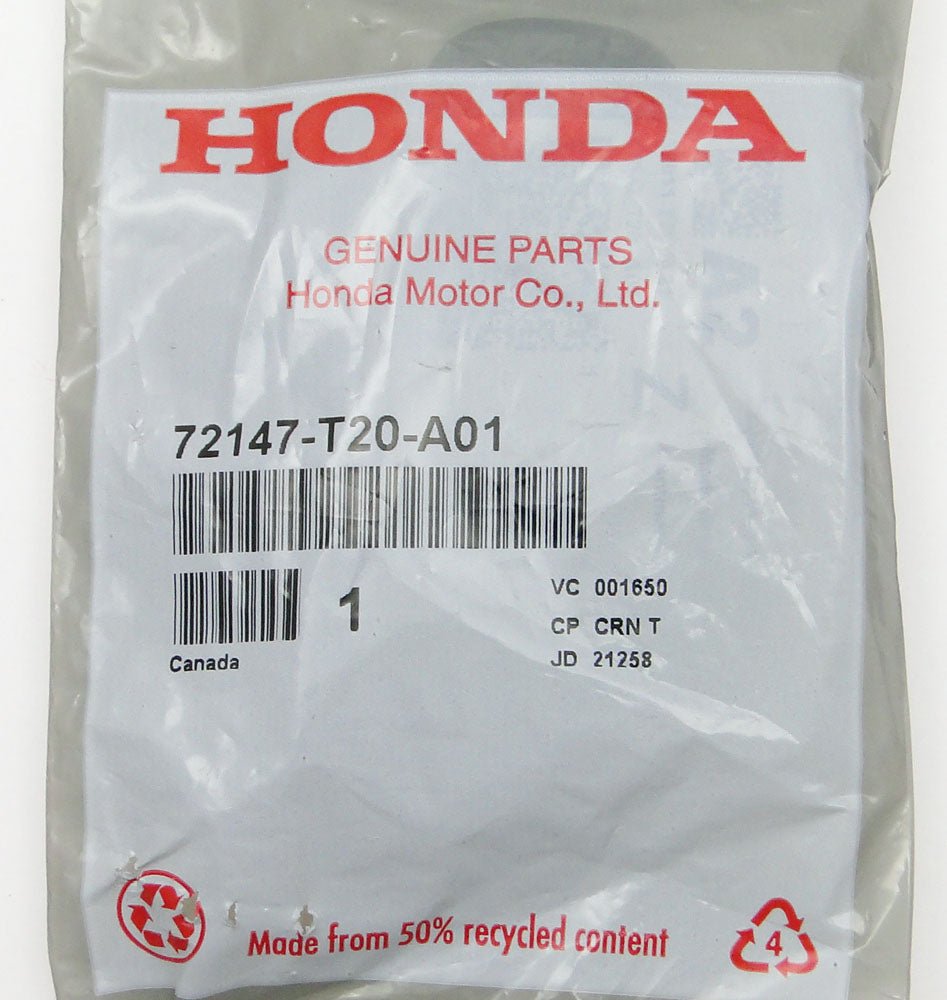 HONDA
GENUINE PARTS
Honda Motor Co., Ltd.
72147-T20-A01
1
VC 001650
CP CRN T
JD 21258
Canada
Made from 50% recycled content
4